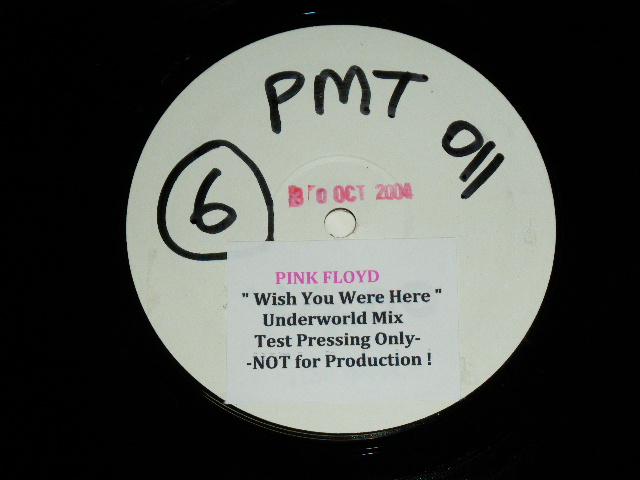 PMT
011
6
OCT 2004
PINK FLOYD
" Wish You Were Here "
Underworld Mix
Test Pressing Only-
-NOT for Production !